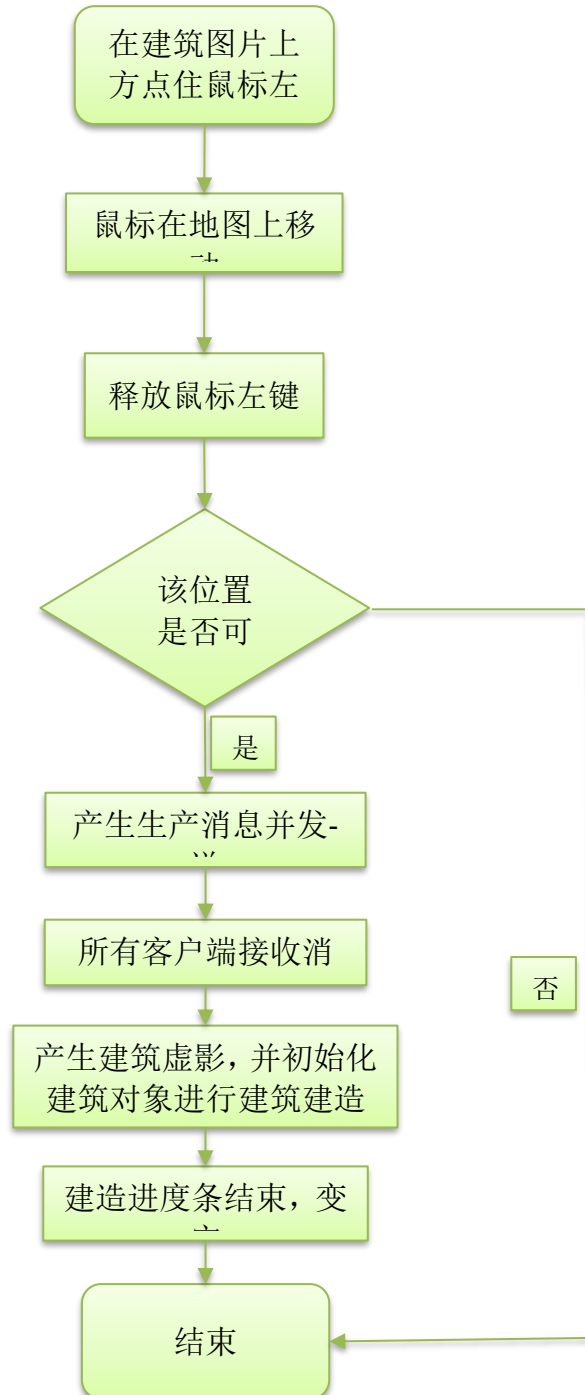 在建筑图片上
方点住鼠标左
鼠标在地图上移
释放鼠标左键
该位置
是否可
是
产生生产消息并发-
所有客户端接收消
否
产生建筑虚影，并初始化
建筑对象进行建筑建造
建造进度条结束，变
结束